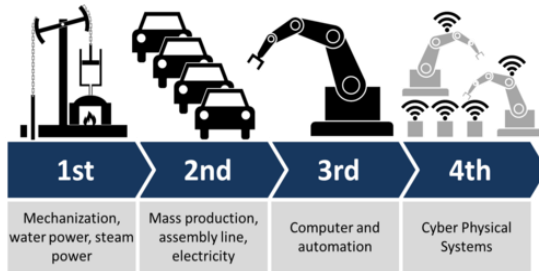 1st
2nd
3rd
4th
Mechanization,
water power, steam
power
Mass production,
assembly line,
electricity
Computer and
automation
Cyber Physical
Systems